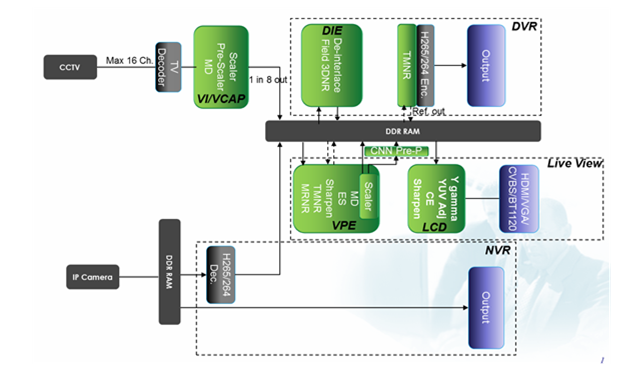 DVR
DIE
De-Interlace
Field 3DNR
TMNR
H265/264 Enc.
Output
CCTV
Max 16 Ch.
TV
Decoder
Scaler
Pre-Scaler
MD
VI/VCAP
1 in 8 out
Ref. out
DDR RAM
CNN Pre-P
Live View
Scaler
MD
ES
Sharpen
TMNR
MRNR
VPE
Y gamma
YUV Adj
CE
Sharpen
LCD
HDMI/VGA/
CVBS/BT1120
NVR
IP Camera
DDR RAM
H265/264
Dec.
Output